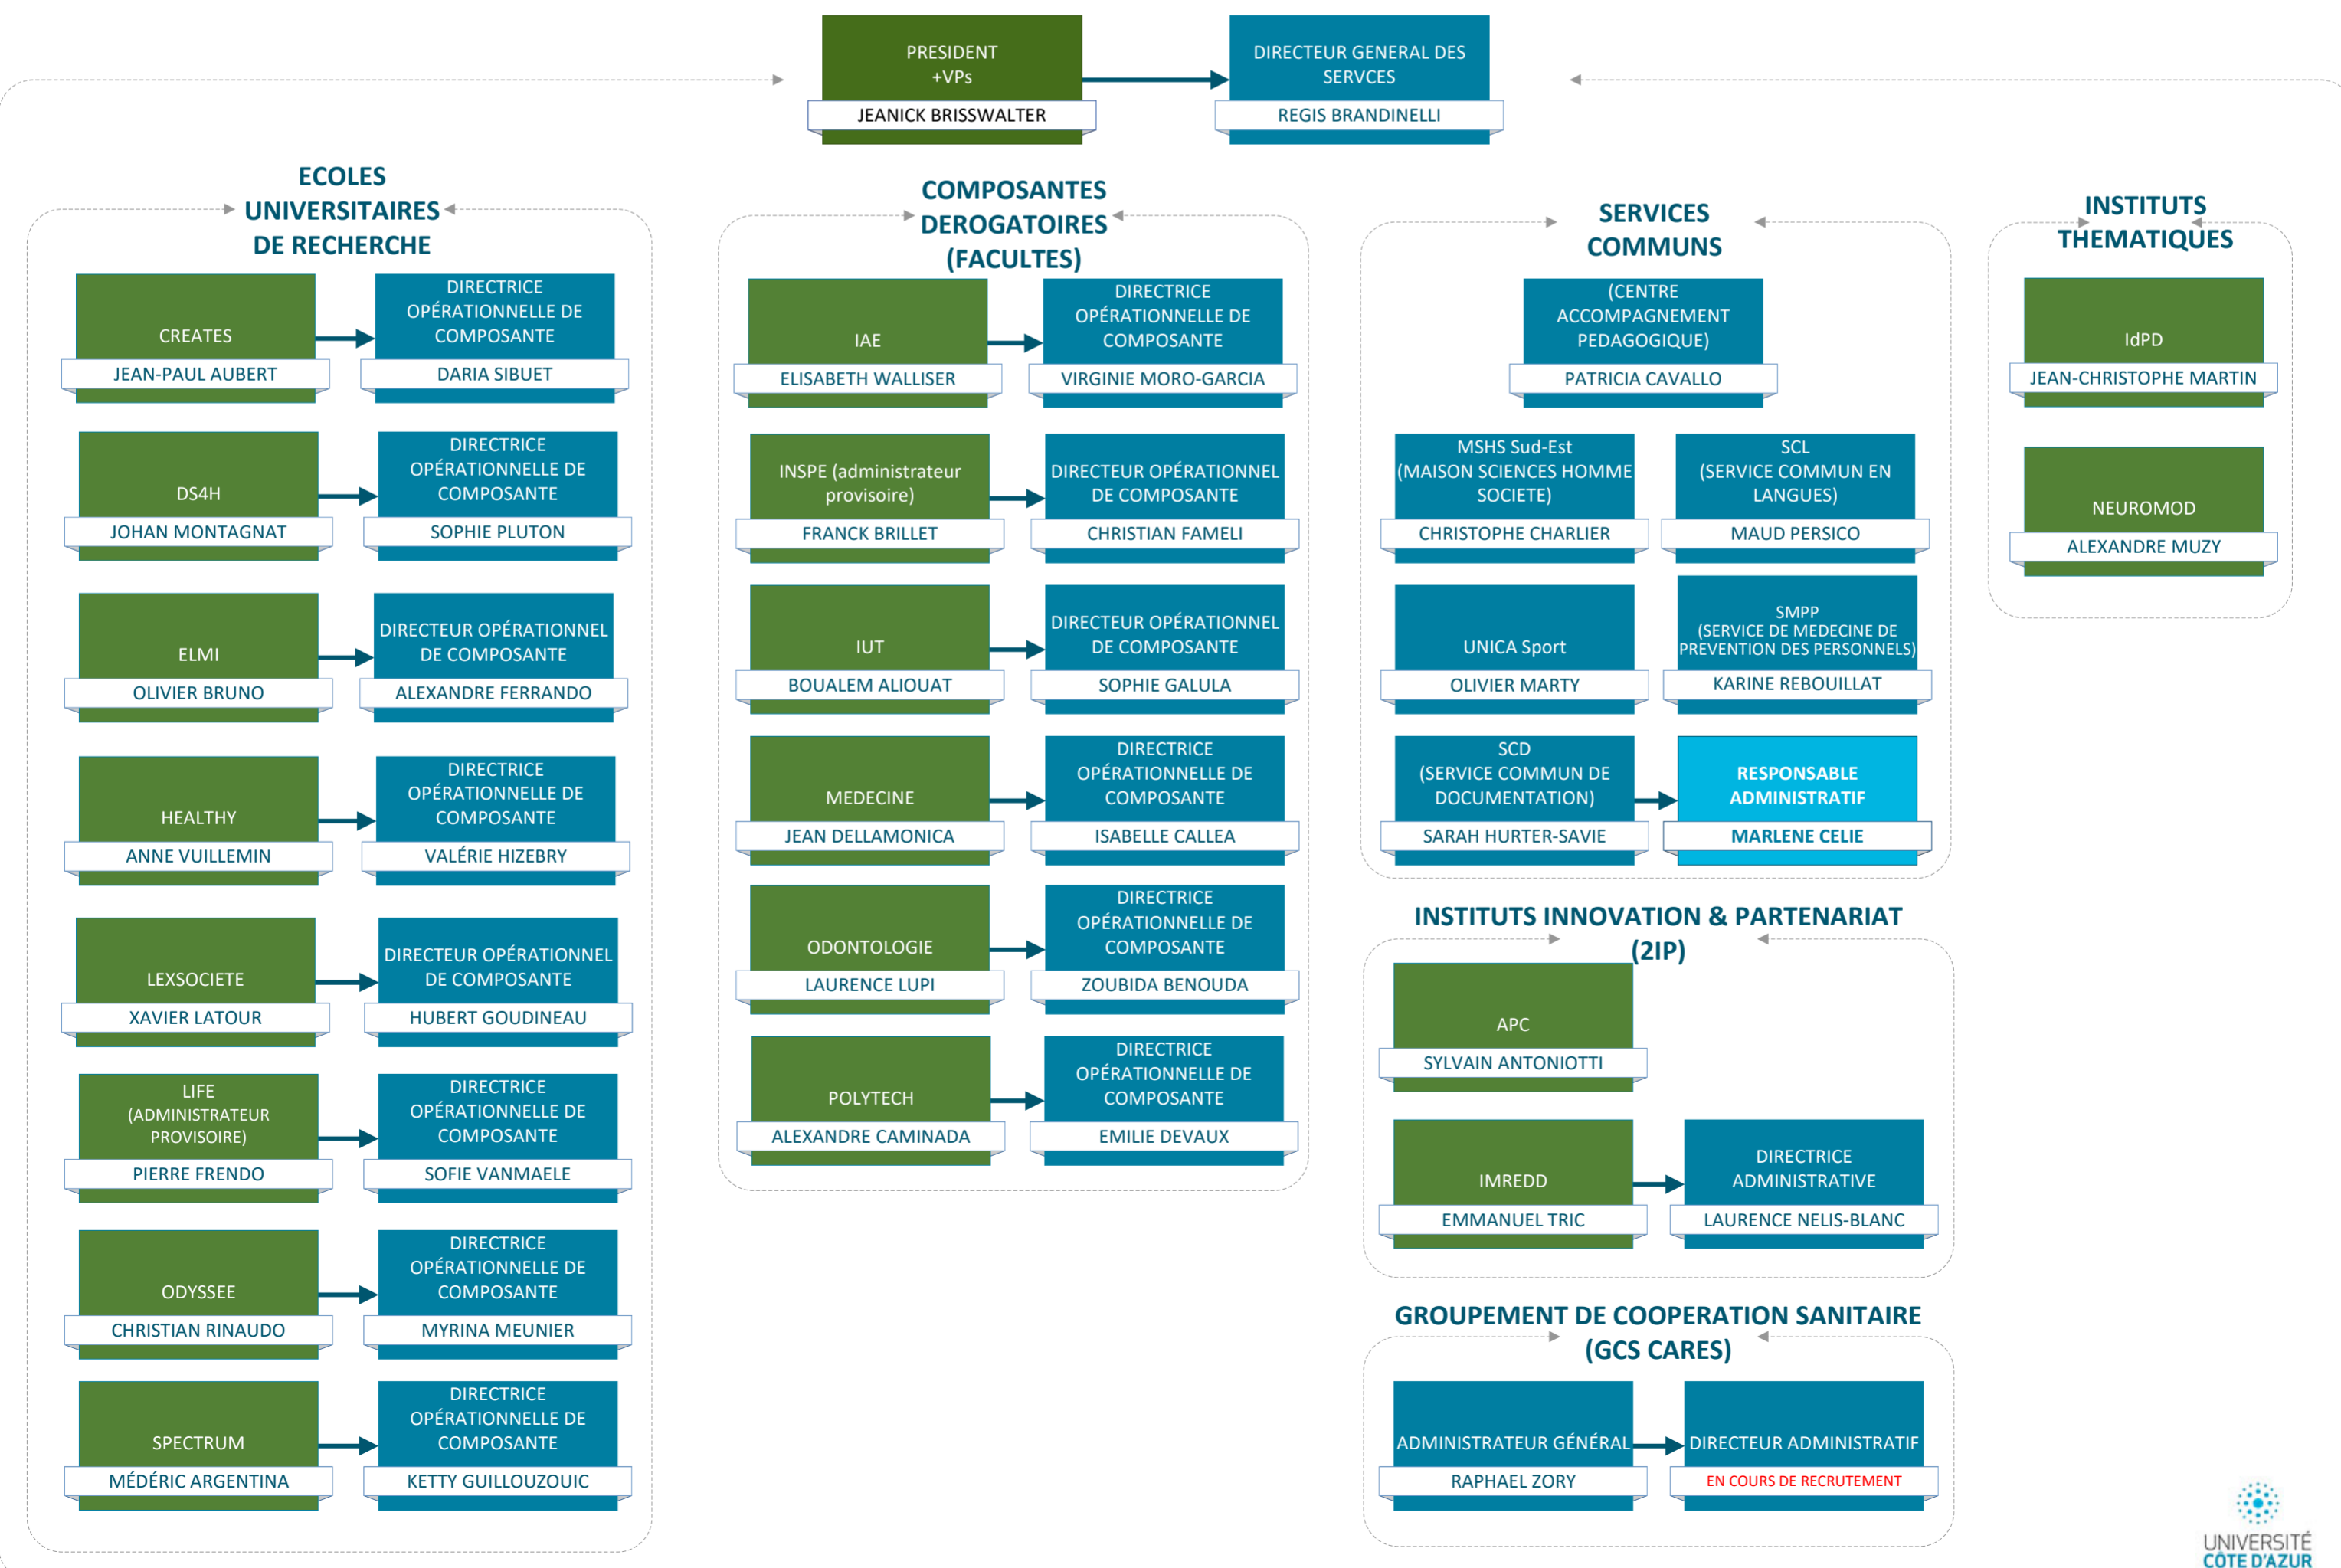 PRESIDENT
+VPs
JEANICK BRISSWALTER
DIRECTEUR GENERAL DES
SERVCES
REGIS BRANDINELLI
ECOLES
UNIVERSITAIRES
DE RECHERCHE
CREATES
JEAN-PAUL AUBERT
DIRECTRICE
OPÉRATIONNELLE DE
COMPOSANTE
DARIA SIBUET
DS4H
JOHAN MONTAGNAT
DIRECTRICE
OPÉRATIONNELLE DE
COMPOSANTE
SOPHIE PLUTON
ELMI
OLIVIER BRUNO
DIRECTEUR OPÉRATIONNEL
DE COMPOSANTE
ALEXANDRE FERRANDO
HEALTHY
ANNE VUILLEMIN
DIRECTRICE
OPÉRATIONNELLE DE
COMPOSANTE
VALÉRIE HIZEBRY
LEXSOCIETE
XAVIER LATOUR
DIRECTEUR OPÉRATIONNEL
DE COMPOSANTE
HUBERT GOUDINEAU
LIFE
(ADMINISTRATEUR
PROVISOIRE)
PIERRE FRENDO
DIRECTRICE
OPÉRATIONNELLE DE
COMPOSANTE
SOFIE VANMAELE
ODYSSEE
CHRISTIAN RINAUDO
DIRECTRICE
OPÉRATIONNELLE DE
COMPOSANTE
MYRINA MEUNIER
SPECTRUM
MÉDÉRIC ARGENTINA
DIRECTRICE
OPÉRATIONNELLE DE
COMPOSANTE
KETTY GUILLOUZOUIC
COMPOSANTES
DEROGATOIRES
(FACULTES)
IAE
ELISABETH WALLISER
DIRECTRICE
OPÉRATIONNELLE DE
COMPOSANTE
VIRGINIE MORO-GARCIA
INSPE (administrateur
provisoire)
FRANCK BRILLET
DIRECTEUR OPÉRATIONNEL
DE COMPOSANTE
CHRISTIAN FAMELI
IUT
BOUALEM ALIOUAT
DIRECTEUR OPÉRATIONNEL
DE COMPOSANTE
SOPHIE GALULA
MEDECINE
JEAN DELLAMONICA
DIRECTRICE
OPÉRATIONNELLE DE
COMPOSANTE
ISABELLE CALLEA
ODONTOLOGIE
LAURENCE LUPI
DIRECTRICE
OPÉRATIONNELLE DE
COMPOSANTE
ZOUBIDA BENOUDA
POLYTECH
ALEXANDRE CAMINADA
DIRECTRICE
OPÉRATIONNELLE DE
COMPOSANTE
EMILIE DEVAUX
SERVICES
COMMUNS
(CENTRE
ACCOMPAGNEMENT
PEDAGOGIQUE)
PATRICIA CAVALLO
MSHS Sud-Est
(MAISON SCIENCES HOMME
SOCIETE)
CHRISTOPHE CHARLIER
SCL
(SERVICE COMMUN EN
LANGUES)
MAUD PERSICO
UNICA Sport
OLIVIER MARTY
SMPP
(SERVICE DE MEDECINE DE
PREVENTION DES PERSONNELS)
KARINE REBOUILLAT
SCD
(SERVICE COMMUN DE
DOCUMENTATION)
SARAH HURTER-SAVIE
RESPONSABLE
ADMINISTRATIF
MARLENE CELIE
INSTITUTS INNOVATION & PARTENARIAT
(2IP)
APC
SYLVAIN ANTONIOTTI
IMREDD
EMMANUEL TRIC
DIRECTRICE
ADMINISTRATIVE
LAURENCE NELIS-BLANC
GROUPEMENT DE COOPERATION SANITAIRE
(GCS CARES)
ADMINISTRATEUR GÉNÉRAL
RAPHAEL ZORY
DIRECTEUR ADMINISTRATIF
EN COURS DE RECRUTEMENT
INSTITUTS
THEMATIQUES
IdPD
JEAN-CHRISTOPHE MARTIN
NEUROMOD
ALEXANDRE MUZY
UNIVERSITÉ
CÔTE D'AZUR